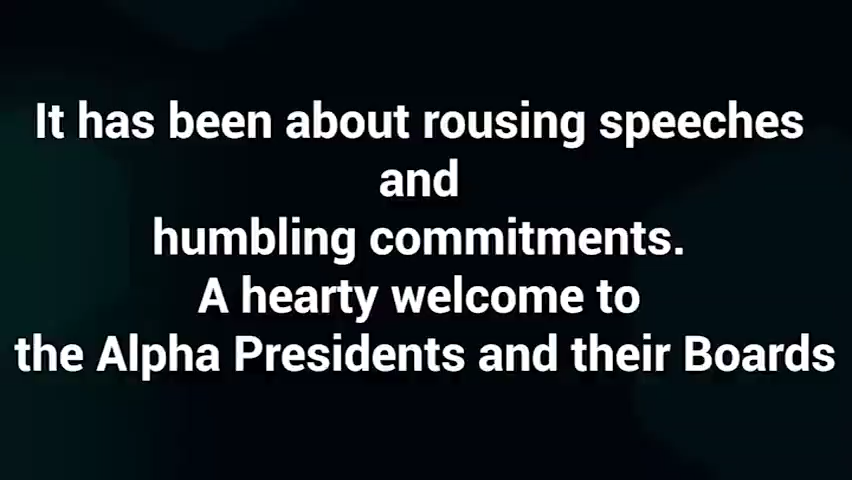 It has been about rousing speeches
and
humbling commitments.
A hearty welcome to
the Alpha Presidents and their Boards